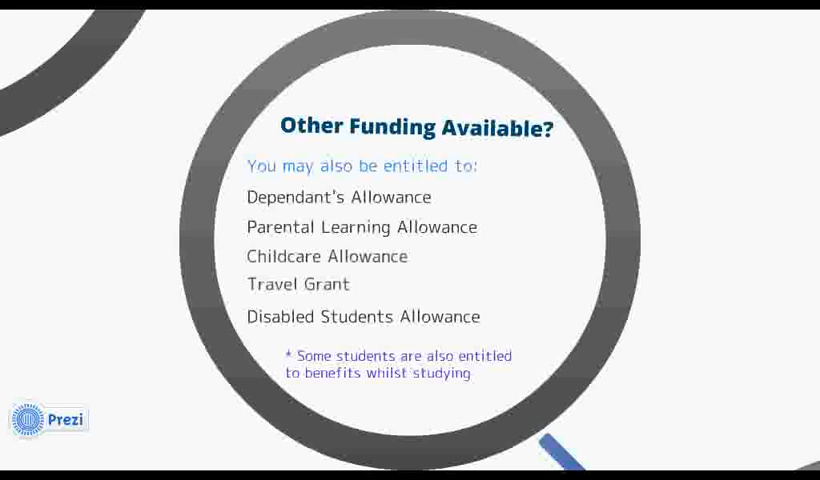 Other Funding Available?
You may also be entitled to:
Dependant's Allowance
Parental Learning Allowance
Childcare Allowance
Travel Grant
Disabled Students Allowance
* Some students are also entitled
to benefits whilst studying
Prezi